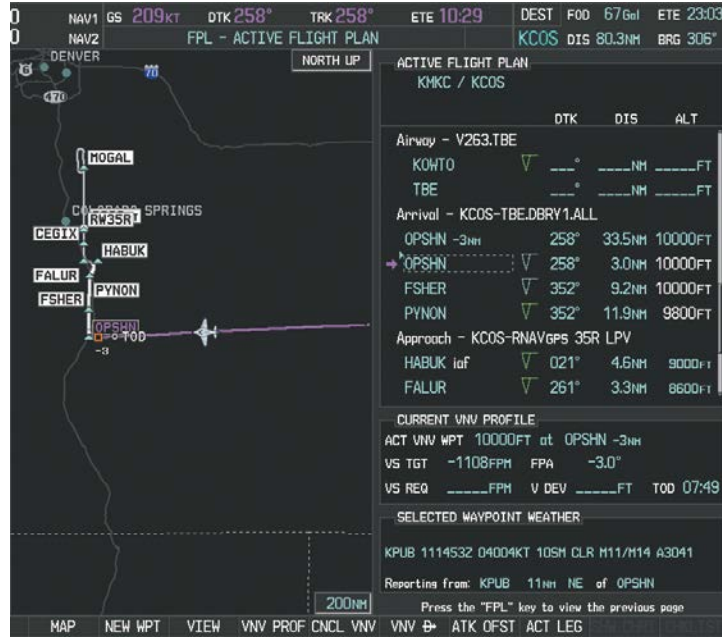 0 NAV1 GS 209KT DTK 258° TRK 258° ETE 10:29 DEST FOD 67Gal ETE 23:03
0 NAV2 FPL - ACTIVE FLIGHT PLAN KCOS DIS 80.3NM BRG 306°
DENVER
NORTH UP
70
470
MOGAL
SPRINGS
RW35R
CEGIX
HABUK
FALUR
PYNON
FSHER
OPSHN
TOD
-3
200NM
ACTIVE FLIGHT PLAN
KMKC / KCOS
DTK DIS ALT
Airway - V263.TBE
KOWTO ___° ____NM _____FT
TBE ___° ____NM _____FT
Arrival - KCOS-TBE.DBRY1.ALL
OPSHN -3NM 258° 33.5NM 10000FT
OPSHN 258° 3.0NM 10000FT
FSHER 352° 9.2NM 10000FT
PYNON 352° 11.9NM 9800FT
Approach - KCOS-RNAVGPS 35R LPV
HABUK iaf 021° 4.6NM 9000FT
FALUR 261° 3.3NM 8600FT
CURRENT VNV PROFILE
ACT VNV WPT 10000FT at OPSHN -3NM
VS TGT -1108FPM FPA -3.0°
VS REQ _____FPM V DEV _____FT TOD 07:49
SELECTED WAYPOINT WEATHER
KPUB 111453Z 04004KT 10SM CLR M11/M14 A3041
Reporting from: KPUB 11NM NE of OPSHN
Press the "FPL" key to view the previous page
MAP NEW WPT VIEW VNV PROF CNCL VNV VNV D ATK OFST ACT LEG